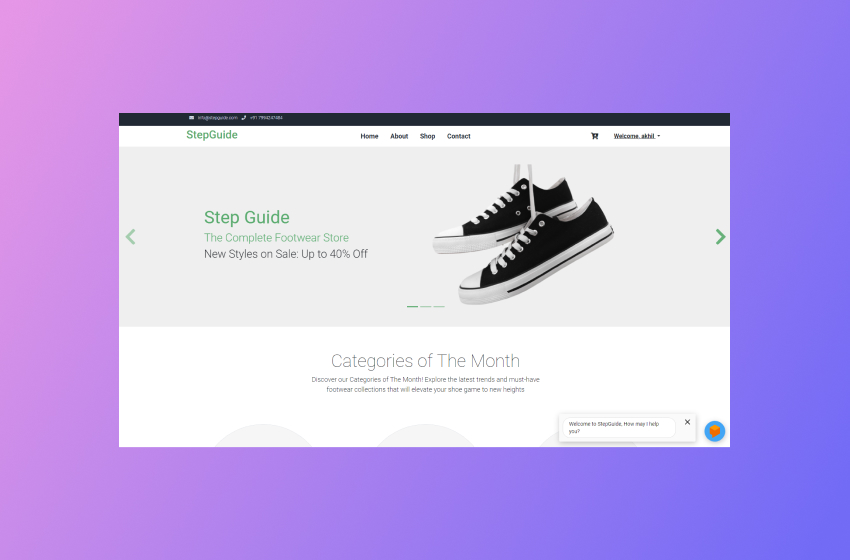 info@stepguide.com +91 7994247484
StepGuide Home About Shop Contact Welcome, akhil
Step Guide
The Complete Footwear Store
New Styles on Sale: Up to 40% Off
Categories of The Month
Discover our Categories of The Month! Explore the latest trends and must-have
footwear collections that will elevate your shoe game to new heights
Welcome to StepGuide, How may I help
you?